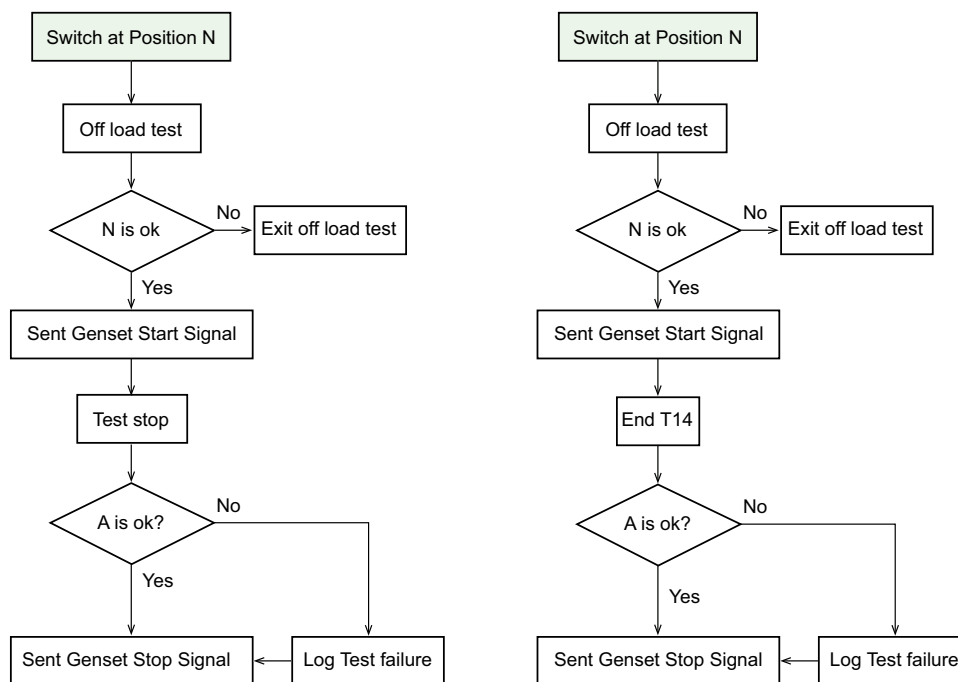 Switch at Position N
Off load test
N is ok
No
Exit off load test
Yes
Sent Genset Start Signal
Test stop
A is ok?
No
Yes
Sent Genset Stop Signal
Log Test failure
Switch at Position N
Off load test
N is ok
No
Exit off load test
Yes
Sent Genset Start Signal
End T14
A is ok?
No
Yes
Sent Genset Stop Signal
Log Test failure